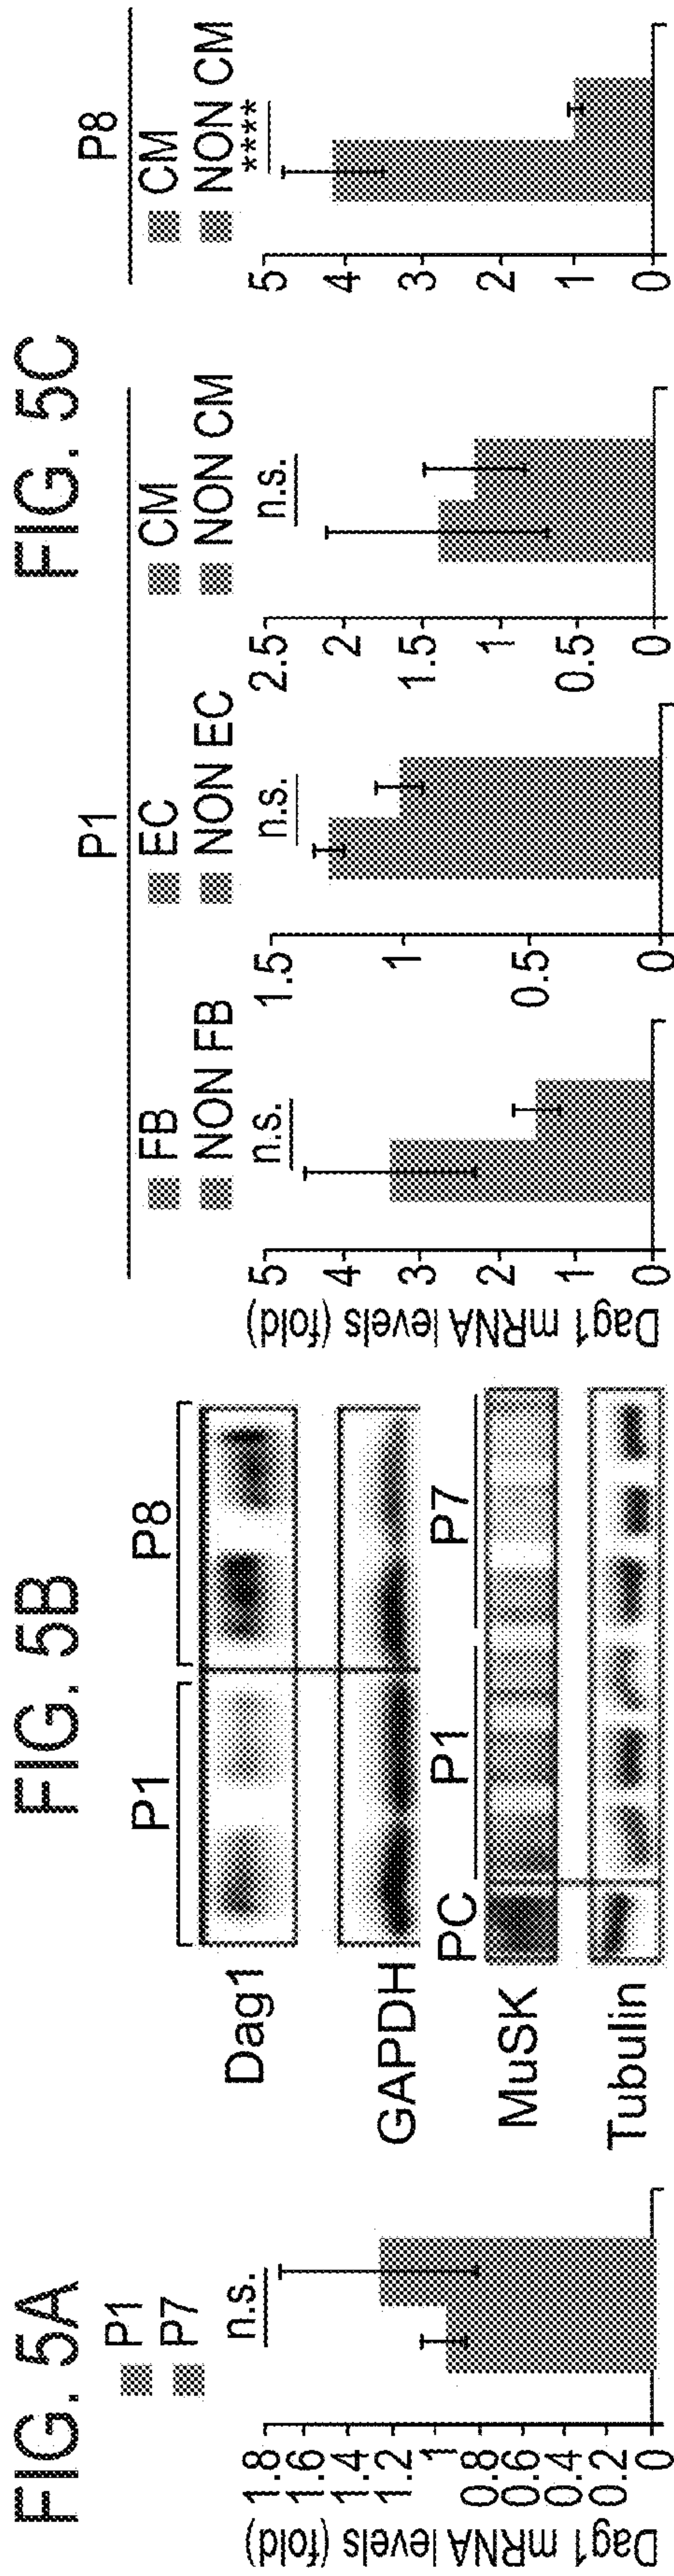 FIG. 5A
P1
P7
n.s.
Dag1 mRNA levels (fold)
1.8
1.6
1.4
1.2
1
0.8
0.6
0.4
0.2
0
FIG. 5B
P1 P8
Dag1
GAPDH
PC P1 P7
MuSK
Tubulin
FIG. 5C
P1
FB
NON FB
n.s.
Dag1 mRNA levels (fold)
5
4
3
2
1
0
EC
NON EC
n.s.
1.5
1
0.5
0
CM
NON CM
n.s.
2.5
2
1.5
1
0.5
0
P8
CM
NON CM
****
5
4
3
2
1
0